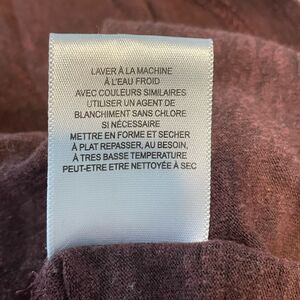 LAVER À LA MACHINE
À L'EAU FROID
AVEC COULEURS SIMILAIRES
UTILISER UN AGENT DE
BLANCHIMENT SANS CHLORE
SI NÉCESSAIRE
METTRE EN FORME ET SECHER
À PLAT REPASSER, AU BESOIN,
À TRES BASSE TEMPERATURE
PEUT-ETRE ETRE NETTOYÉE À SEC